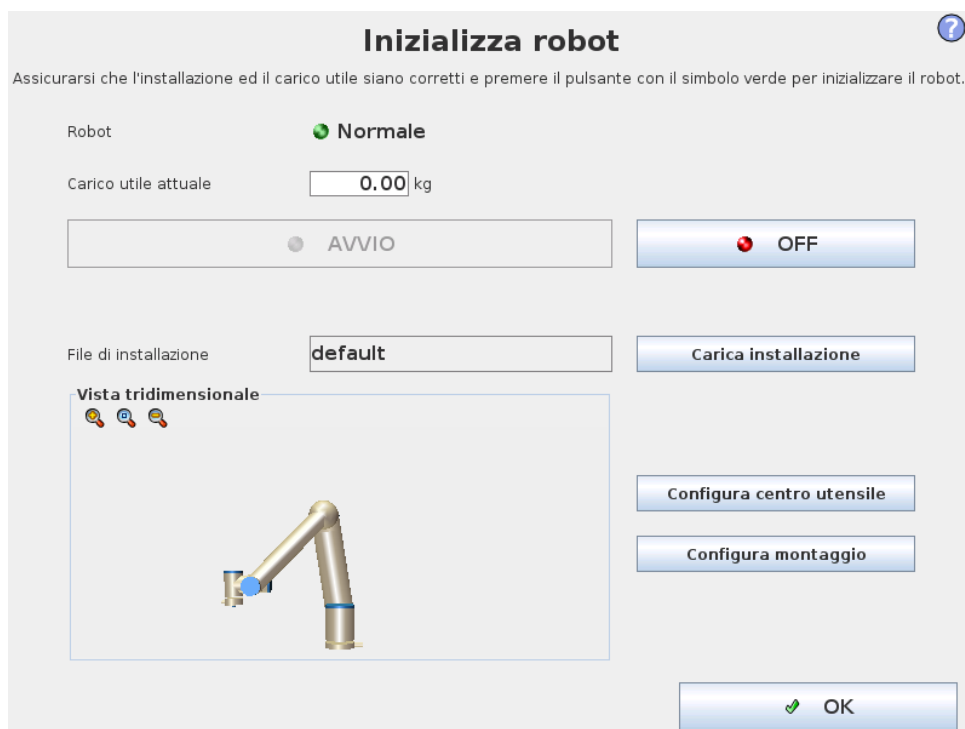 Inizializza robot
?
Assicurarsi che l'installazione ed il carico utile siano corretti e premere il pulsante con il simbolo verde per inizializzare il robot.
Robot Normale
Carico utile attuale 0.00 kg
AVVIO OFF
File di installazione default Carica installazione
Vista tridimensionale
Configura centro utensile
Configura montaggio
OK